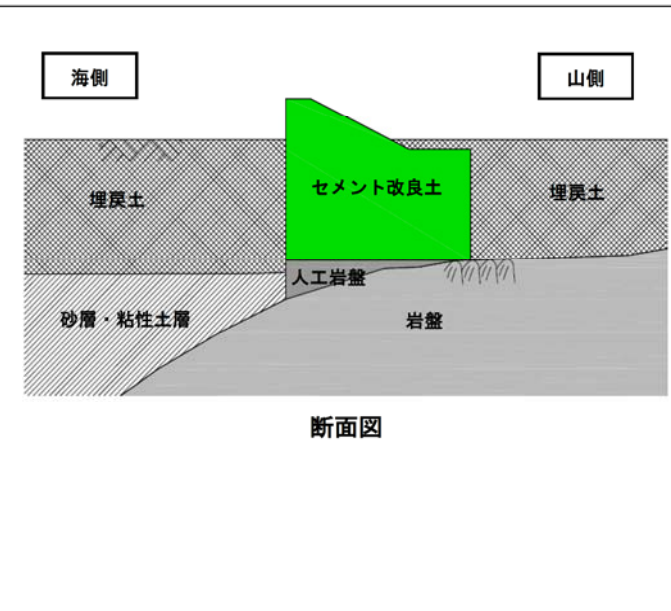 海側
山側
セメント改良土
埋戻土
埋戻土
人工岩盤
砂層・粘性土層
岩盤
断面図